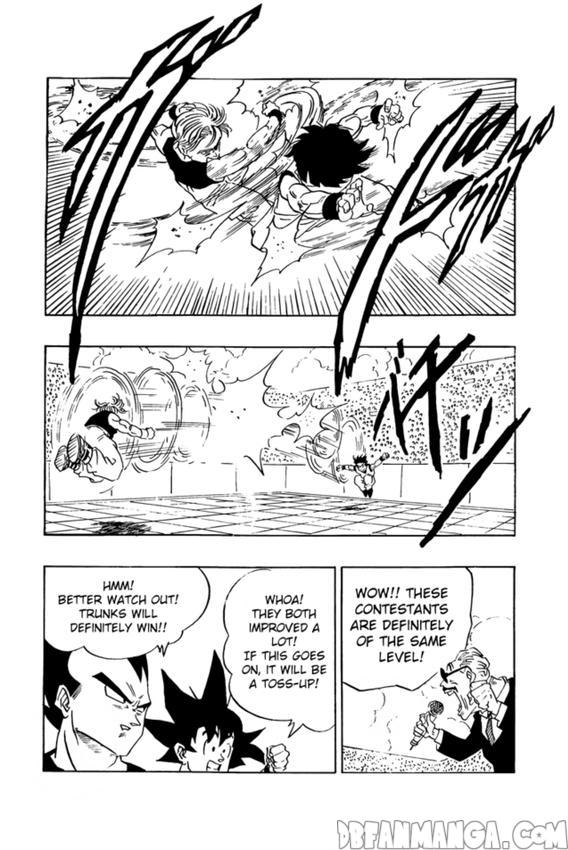 WOW!! THESE
CONTESTANTS
ARE DEFINITELY
OF THE SAME
LEVEL!
WHOA!
THEY BOTH
IMPROVED A
LOT!
IF THIS GOES
ON, IT WILL BE
A TOSS-UP!
HMM!
BETTER WATCH OUT!
TRUNKS WILL
DEFINITELY WIN!!
DBFANMANGA.COM